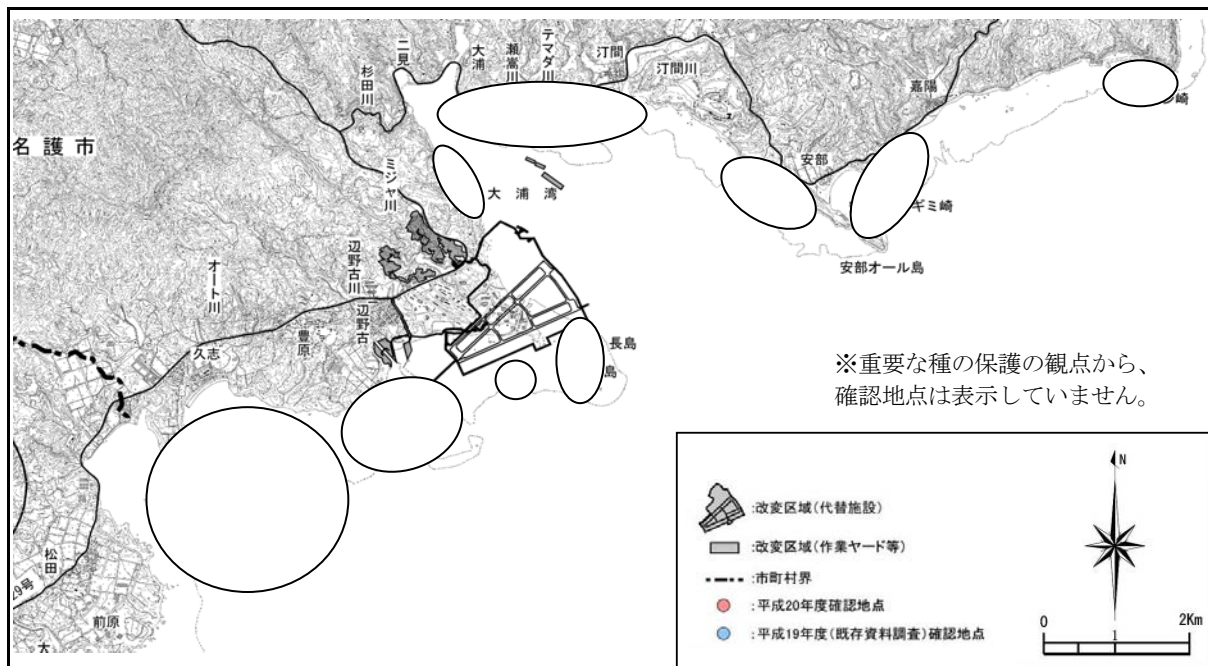 二見
大浦
瀬嵩川
テマダ川
汀間
汀間川
杉田川
嘉陽
崎
名護市
ミジャ川
安部
大浦湾
ギミ崎
安部オール島
辺野古川
オート川
辺野古
豊原
久志
長島
島
※重要な種の保護の観点から、
確認地点は表示していません。
松田
29号
前原
大
N
:改変区域(代替施設)
:改変区域(作業ヤード等)
:市町村界
:平成20年度確認地点
:平成19年度(既存資料調査)確認地点
0 1 2Km